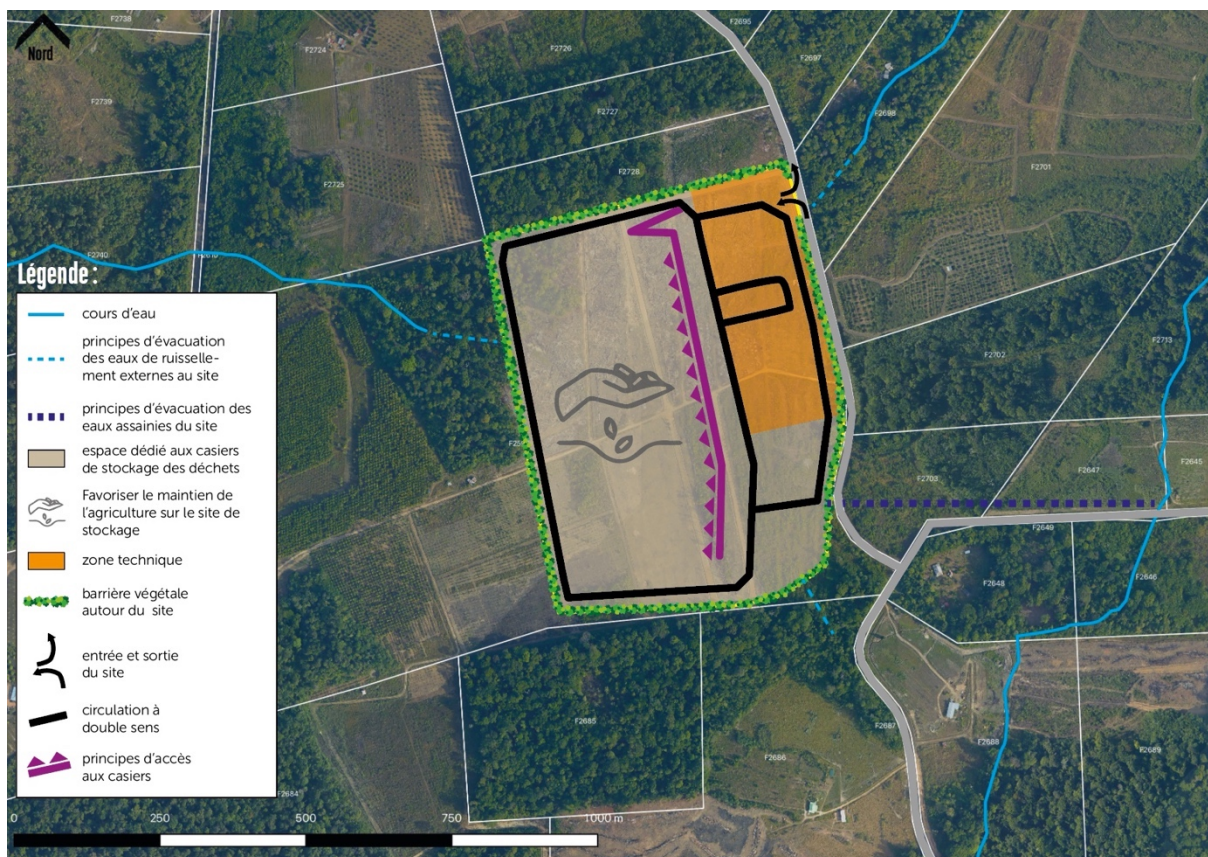 Nord
F2738
F2739
F2724
F2726
F2695
F2697
F2727
F2698
F2725
F2728
F2701
F2740
F2702
F2713
F2703
F2647
F2645
F2649
F2648
F2646
F2685
F2686
F2687
F2688
F2689
F2684
Légende :
cours d'eau
principes d'évacuation
des eaux de ruisselle-
ment externes au site
principes d'évacuation des
eaux assainies du site
espace dédié aux casiers
de stockage des déchets
Favoriser le maintien de
l'agriculture sur le site de
stockage
zone technique
barrière végétale
autour du site
entrée et sortie
du site
circulation à
double sens
principes d'accès
aux casiers
0 250 500 750 1000 m